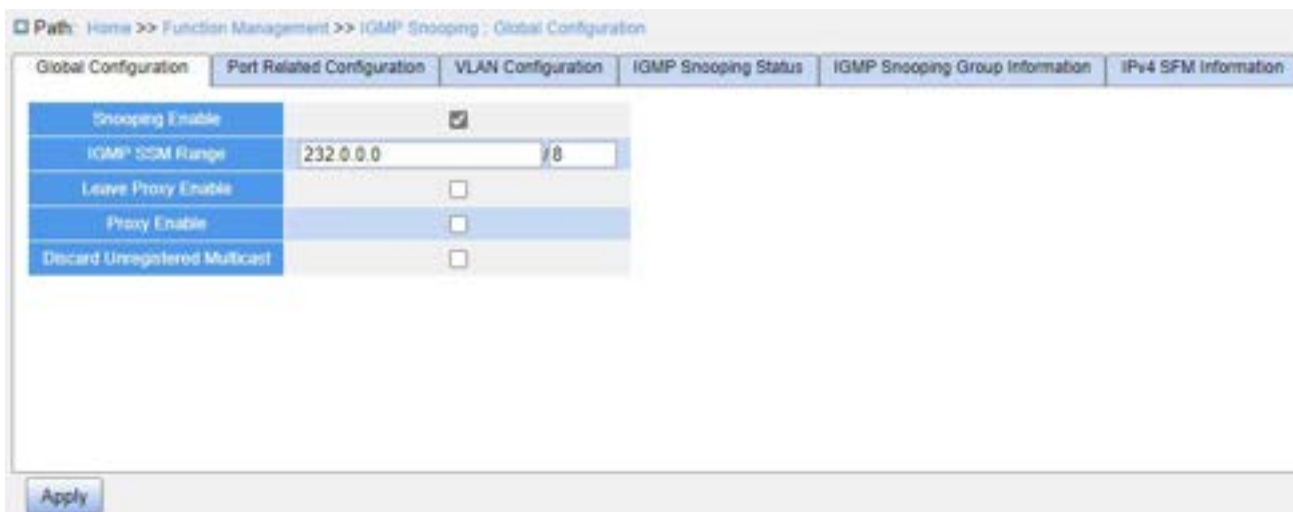 Path: Home >> Function Management >> IGMP Snooping : Global Configuration
Global Configuration Port Related Configuration VLAN Configuration IGMP Snooping Status IGMP Snooping Group Information IPv4 SFM Information
Snooping Enable
IGMP SSM Range 232.0.0.0 /8
Leave Proxy Enable
Proxy Enable
Discard Unregistered Multicast
Apply